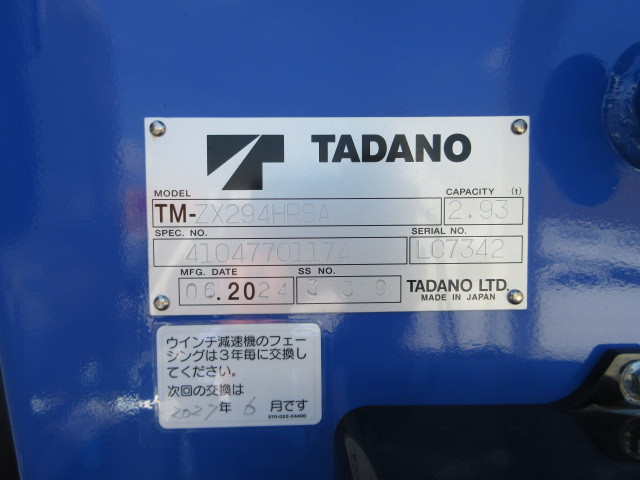 TADANO
MODEL
CAPACITY (t)
TM-ZX294HRSA 2.93
SPEC. NO.
SERIAL NO.
41047701174 LC7342
MFG. DATE
SS NO.
06.2024 339 TADANO LTD.
MADE IN JAPAN
ウインチ減速機のフェー
シングは3年毎に交換し
てください。
次回の交換は
2027年 6 月です